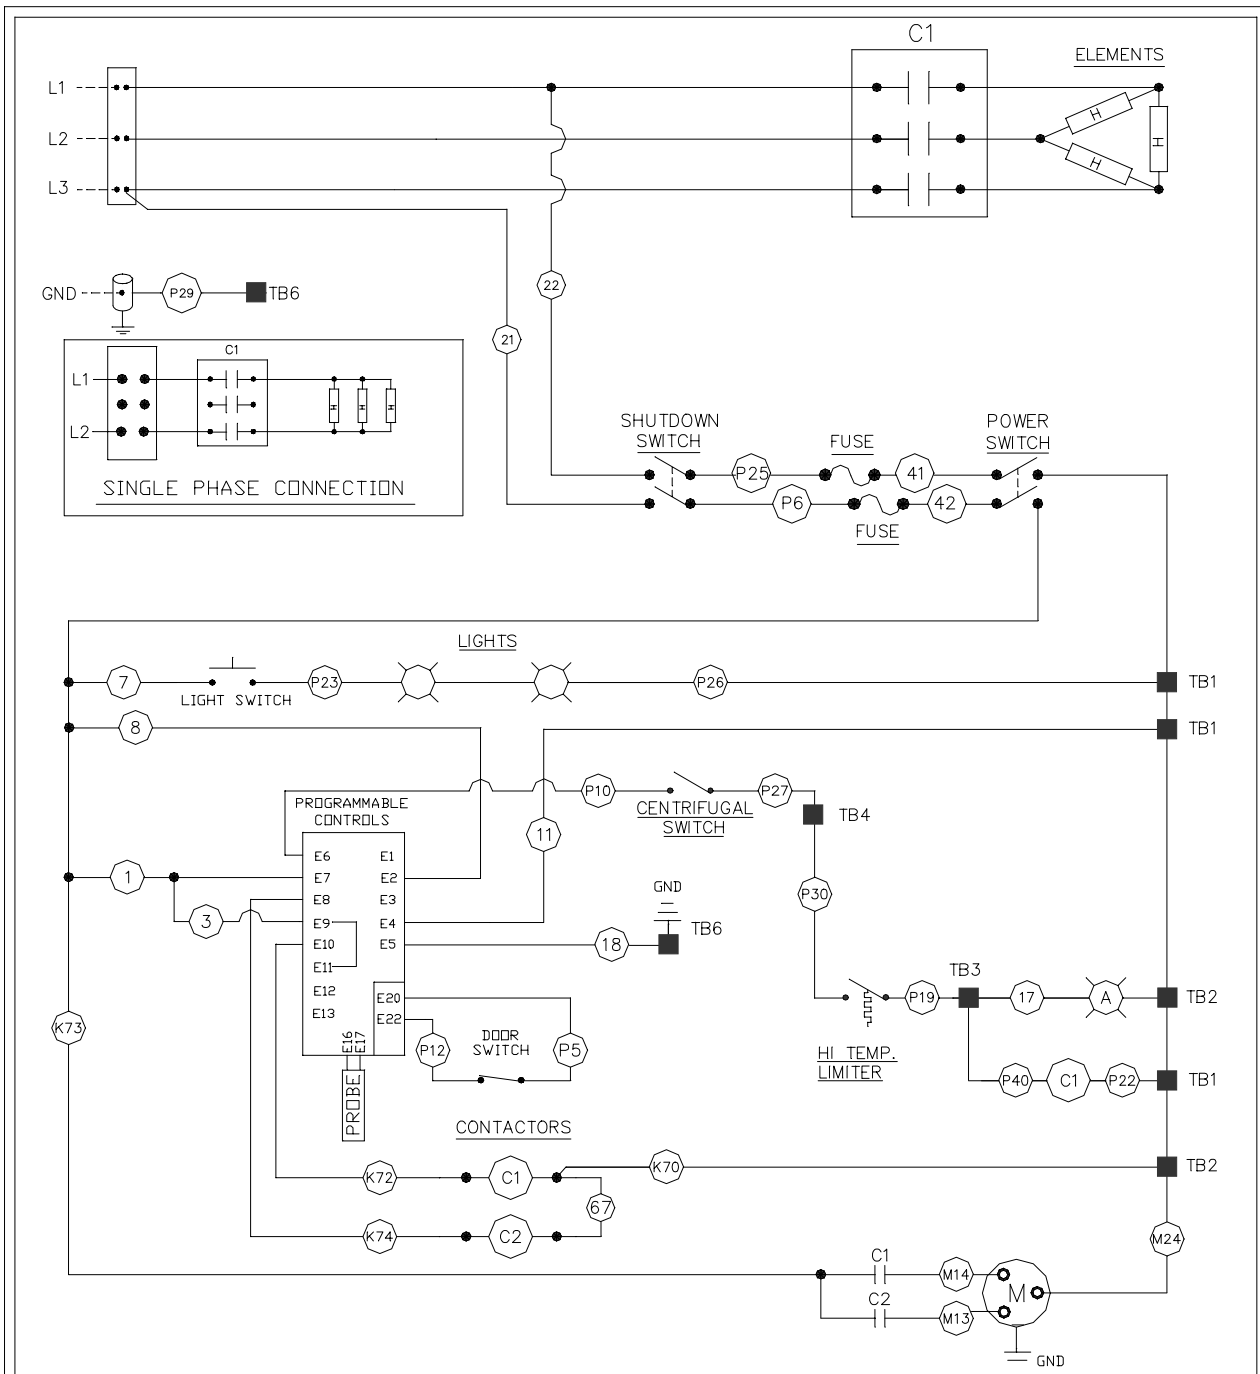 C1
ELEMENTS
L1
H
H
H
L2
L3
GND
P29
TB6
22
21
C1
L1
L2
H
H
H
SINGLE PHASE CONNECTION
SHUTDOWN
SWITCH
FUSE
POWER
SWITCH
P25
41
P6
42
FUSE
LIGHTS
7
LIGHT SWITCH
P23
P26
TB1
8
TB1
P10
CENTRIFUGAL
SWITCH
P27
TB4
PROGRAMMABLE
CONTROLS
11
E6
E1
1
E7
E2
E8
E3
3
E9
E4
E10
E5
E11
E12
E13
E20
E22
E16
E17
PROBE
GND
18
TB6
P30
TB3
P19
17
A
TB2
HI TEMP.
LIMITER
P40
C1
P22
TB1
K73
P12
DOOR
SWITCH
P5
CONTACTORS
K72
C1
K70
TB2
67
K74
C2
M24
C1
M14
M
C2
M13
GND